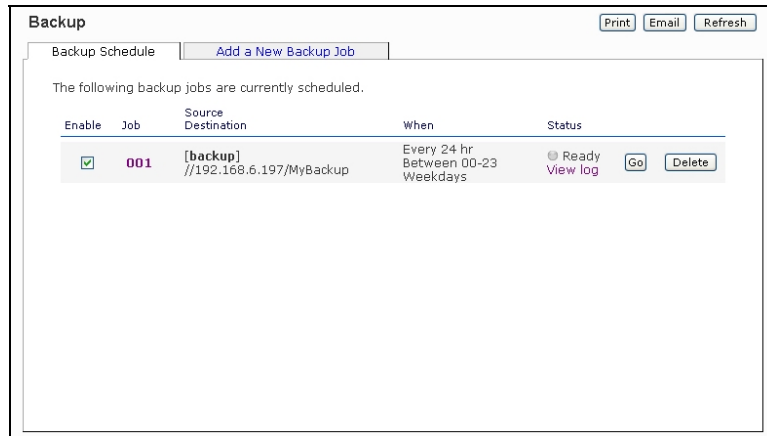 Backup
Print Email Refresh
Backup Schedule Add a New Backup Job
The following backup jobs are currently scheduled.
Enable Job Source Destination When Status
001 [backup] //192.168.6.197/MyBackup Every 24 hr Between 00-23 Weekdays Ready View log Go Delete